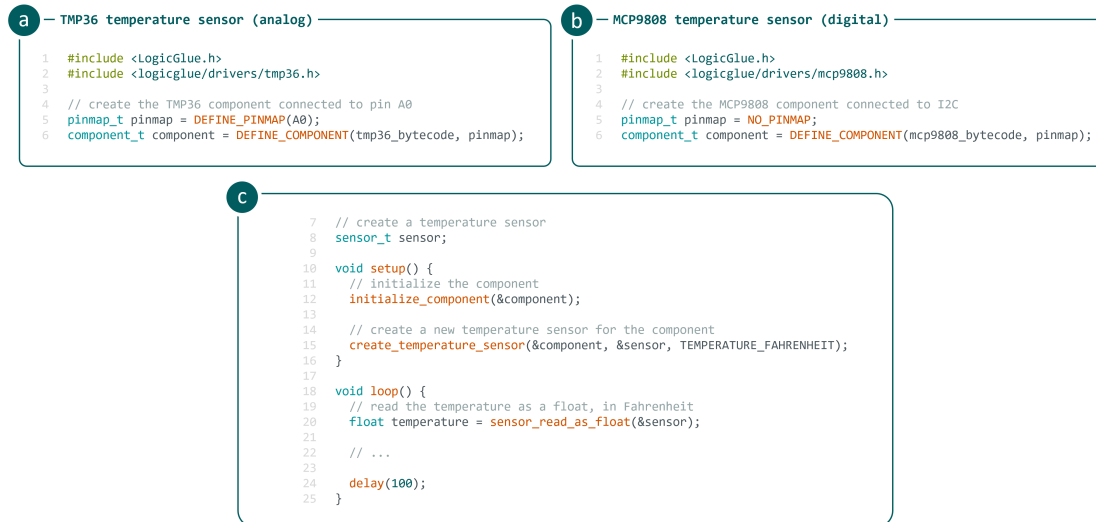 a TMP36 temperature sensor (analog)
1 #include <LogicGlue.h>
2 #include <logicglue/drivers/tmp36.h>
3
4 // create the TMP36 component connected to pin A0
5 pinmap_t pinmap = DEFINE_PINMAP(A0);
6 component_t component = DEFINE_COMPONENT(tmp36_bytecode, pinmap);
b MCP9808 temperature sensor (digital)
1 #include <LogicGlue.h>
2 #include <logicglue/drivers/mcp9808.h>
3
4 // create the MCP9808 component connected to I2C
5 pinmap_t pinmap = NO_PINMAP;
6 component_t component = DEFINE_COMPONENT(mcp9808_bytecode, pinmap);
c
7 // create a temperature sensor
8 sensor_t sensor;
9
10 void setup() {
11 // initialize the component
12 initialize_component(&component);
13
14 // create a new temperature sensor for the component
15 create_temperature_sensor(&component, &sensor, TEMPERATURE_FAHRENHEIT);
16 }
17
18 void loop() {
19 // read the temperature as a float, in Fahrenheit
20 float temperature = sensor_read_as_float(&sensor);
21
22 // ...
23
24 delay(100);
25 }